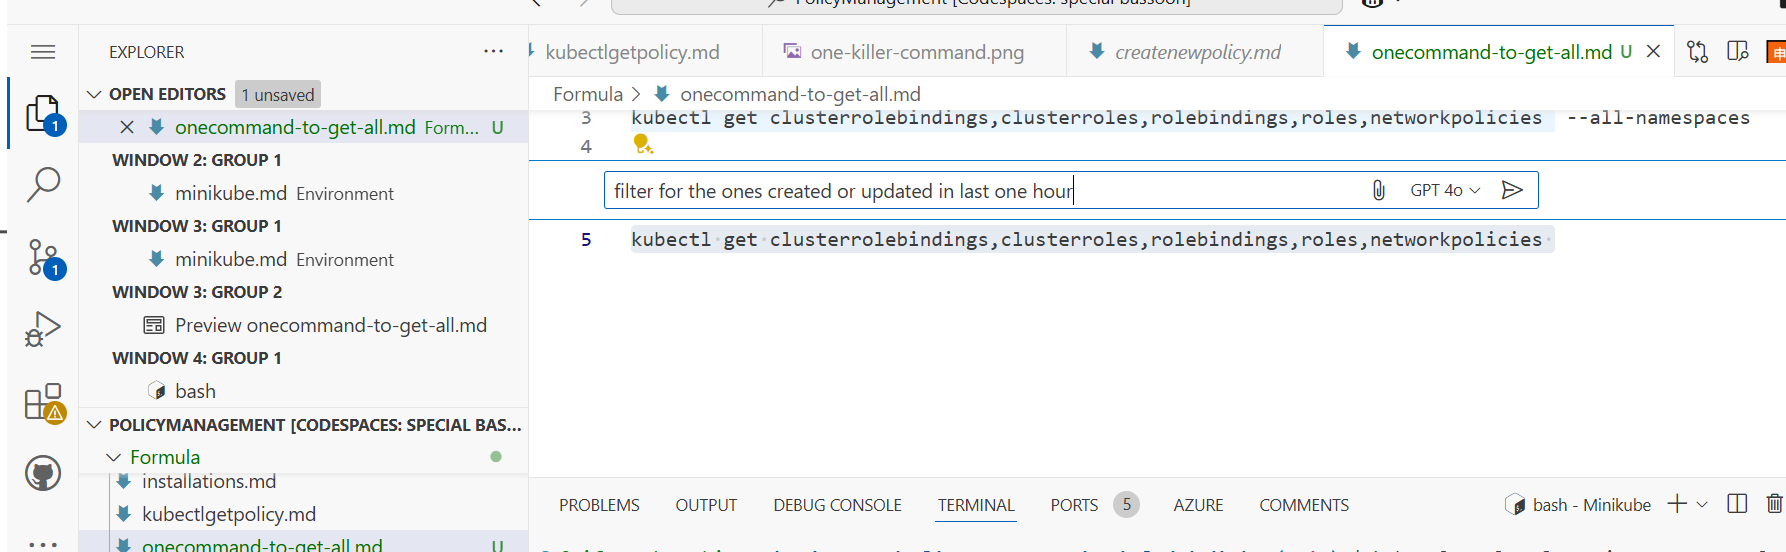 PolicyManagement [Codespaces: special bassoon]
EXPLORER
OPEN EDITORS 1 unsaved
onecommand-to-get-all.md Form... U
WINDOW 2: GROUP 1
minikube.md Environment
WINDOW 3: GROUP 1
minikube.md Environment
WINDOW 3: GROUP 2
Preview onecommand-to-get-all.md
WINDOW 4: GROUP 1
bash
POLICYMANAGEMENT [CODESPACES: SPECIAL BAS...
Formula
installations.md
kubectlgetpolicy.md
onecommand-to-get-all.md U
1
1
kubectlgetpolicy.md one-killer-command.png createnewpolicy.md onecommand-to-get-all.md U
Formula > onecommand-to-get-all.md
3 kubectl get clusterrolebindings,clusterroles,rolebindings,roles,networkpolicies --all-namespaces
4
filter for the ones created or updated in last one hour GPT 4o
5 kubectl get clusterrolebindings,clusterroles,rolebindings,roles,networkpolicies
PROBLEMS OUTPUT DEBUG CONSOLE TERMINAL PORTS 5 AZURE COMMENTS bash - Minikube